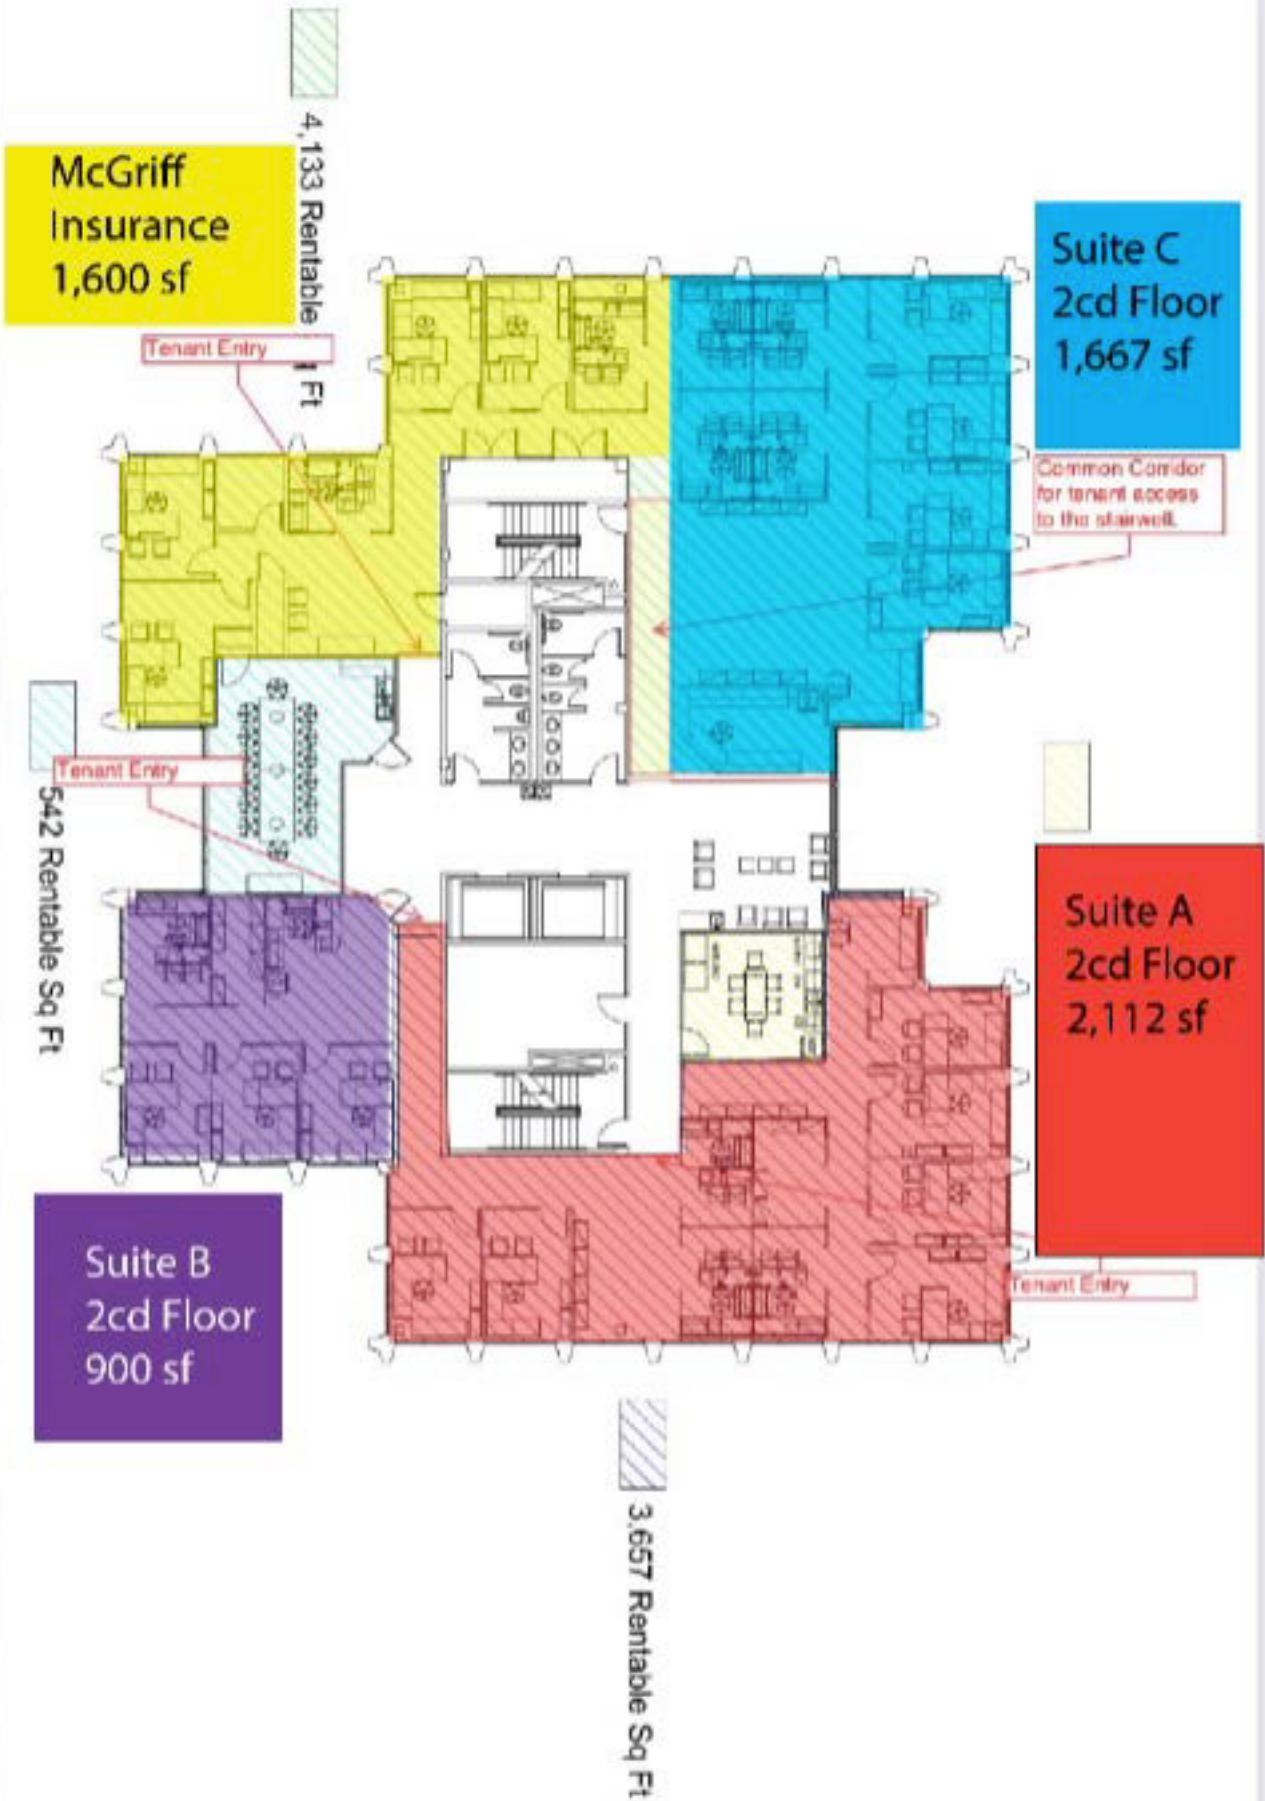 4,133 Rentable
Ft
McGriff
Insurance
1,600 sf
Tenant Entry
Suite C
2cd Floor
1,667 sf
Common Corridor
for tenant access
to the stairwell.
Tenant Entry
542 Rentable Sq Ft
Suite A
2cd Floor
2,112 sf
Tenant Entry
Suite B
2cd Floor
900 sf
3,657 Rentable Sq Ft